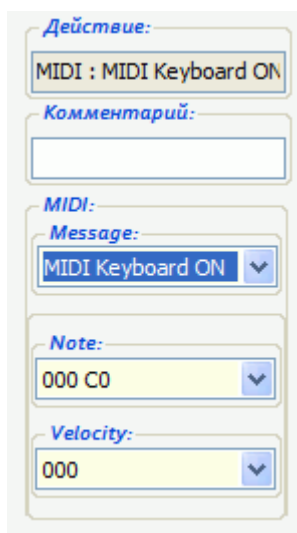 Действие:
MIDI : MIDI Keyboard ON
Комментарий:
MIDI:
Message:
MIDI Keyboard ON
Note:
000 C0
Velocity:
000